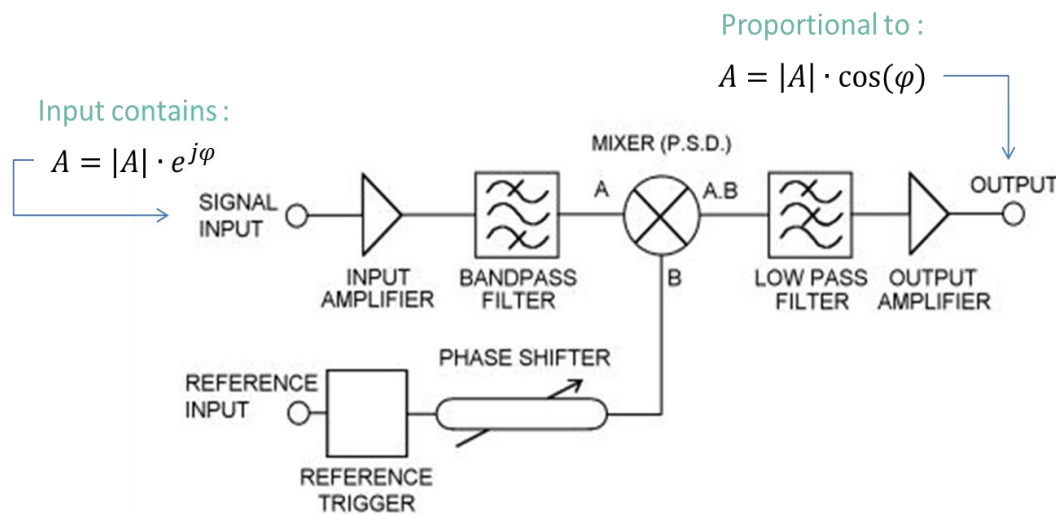 Proportional to :
A = |A| · cos(φ)
Input contains :
A = |A| · e^{jφ}
MIXER (P.S.D.)
SIGNAL
INPUT
A
A.B
OUTPUT
INPUT
AMPLIFIER
BANDPASS
FILTER
B
LOW PASS
FILTER
OUTPUT
AMPLIFIER
PHASE SHIFTER
REFERENCE
INPUT
REFERENCE
TRIGGER